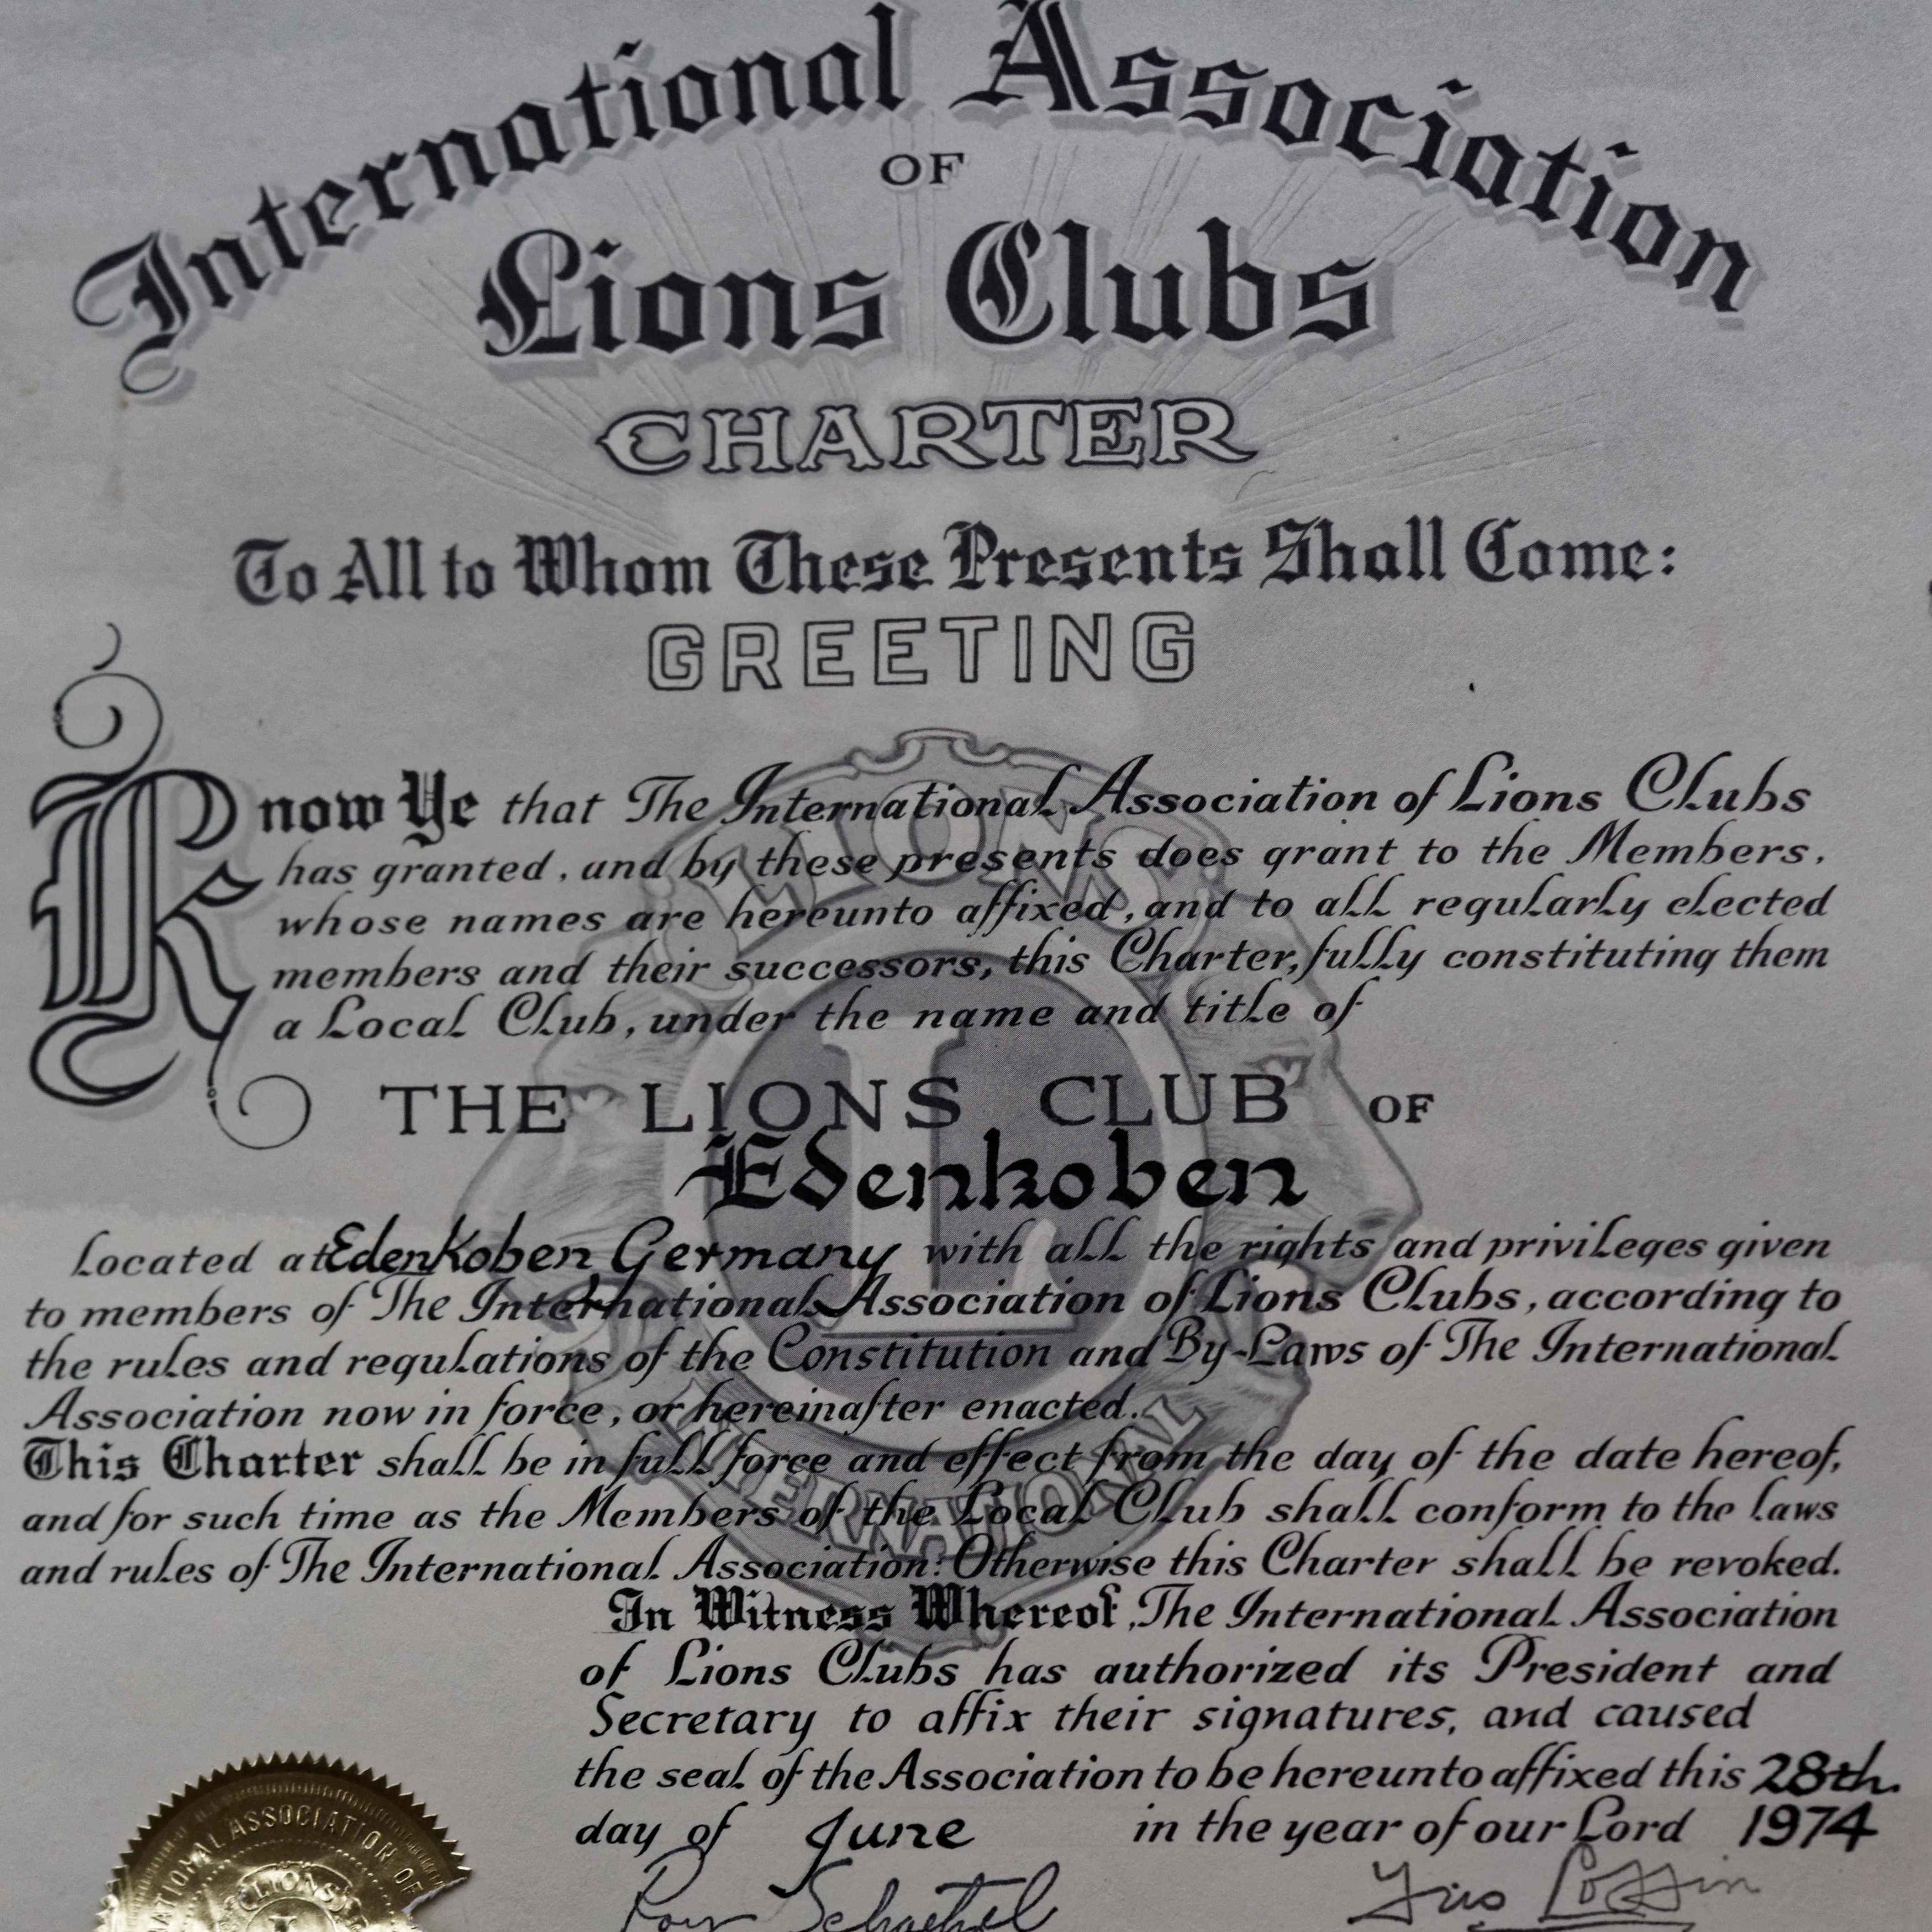 International Association
OF
Lions Clubs
CHARTER
To All to Whom These Presents Shall Come:
GREETING
Know Ye that The International Association of Lions Clubs
has granted, and by these presents does grant to the Members,
whose names are hereunto affixed, and to all regularly elected
members and their successors, this Charter, fully constituting them
a Local Club, under the name and title of
THE LIONS CLUB OF
Edenkoben
Located at Edenkoben, Germany with all the rights and privileges given
to members of The International Association of Lions Clubs, according to
the rules and regulations of the Constitution and By-Laws of The International
Association now in force, or hereinafter enacted.
This Charter shall be in full force and effect from the day of the date hereof,
and for such time as the Members of the Local Club shall conform to the laws
and rules of The International Association: Otherwise this Charter shall be revoked.
In Witness Whereof, The International Association
of Lions Clubs has authorized its President and
Secretary to affix their signatures, and caused
the seal of the Association to be hereunto affixed this 28th
day of June in the year of our Lord 1974
LIONS
L
INTERNATIONAL
ASSOCIATION OF
LIONS
L